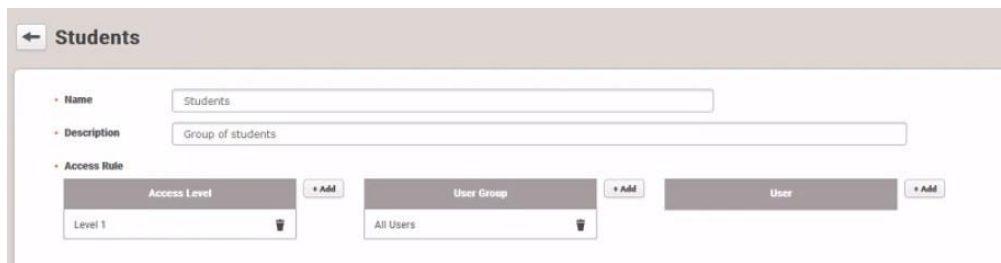 Students
Name Students
Description Group of students
Access Rule
Access Level + Add User Group + Add User + Add
Level 1 All Users